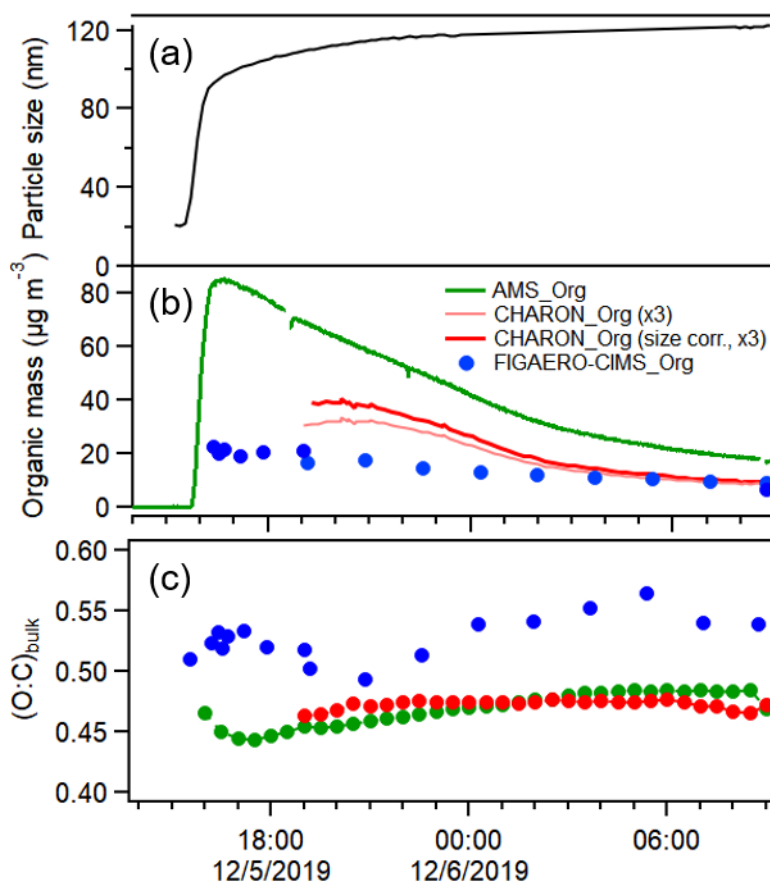 (a)
Particle size (nm)
120
80
40
0
(b)
Organic mass (µg m⁻³)
80
60
40
20
0
AMS_Org
CHARON_Org (x3)
CHARON_Org (size corr., x3)
FIGAERO-CIMS_Org
(c)
(O:C)bulk
0.60
0.55
0.50
0.45
0.40
18:00 00:00 06:00
12/5/2019 12/6/2019